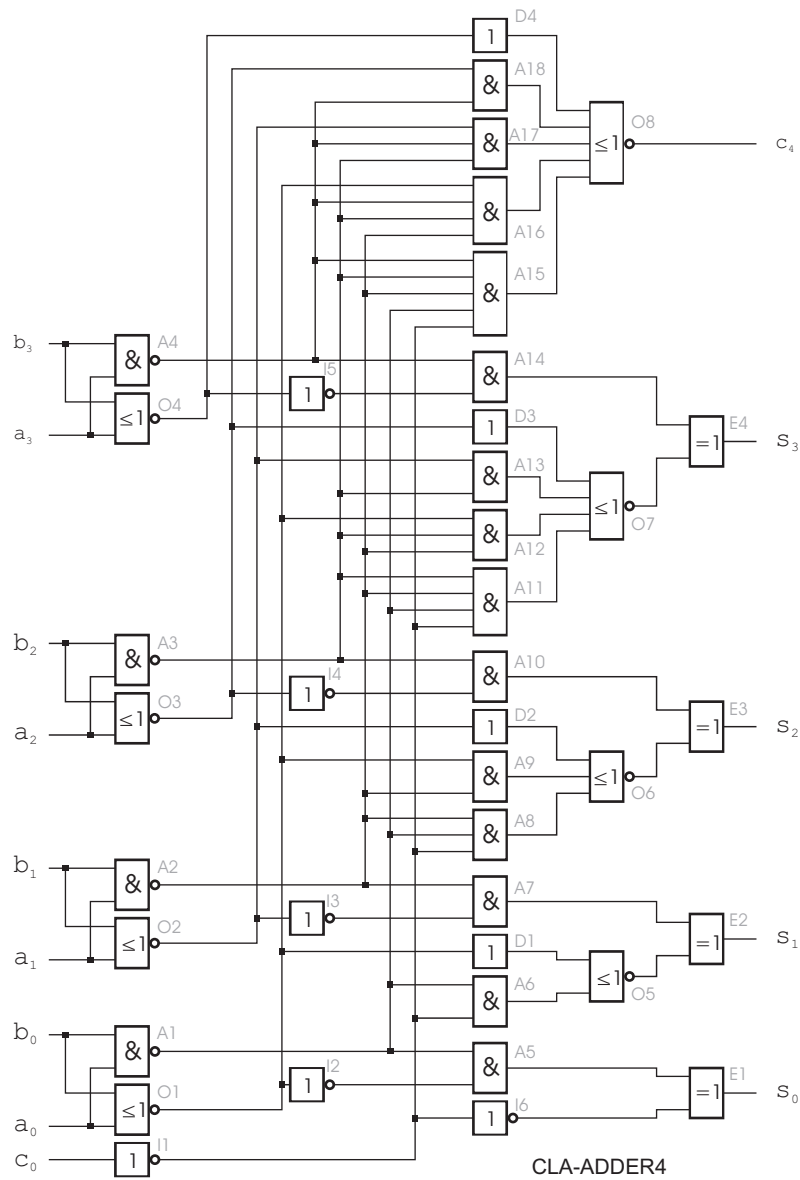 D4
1
A18
&
O8
≤1
c₄
A17
&
A16
&
A15
&
b₃
A4
&
a₃
O4
≤1
I5
1
A14
&
D3
1
E4
=1
S₃
A13
&
O7
≤1
A12
&
A11
&
b₂
A3
&
a₂
O3
≤1
I4
1
A10
&
D2
1
E3
=1
S₂
A9
&
O6
≤1
A8
&
b₁
A2
&
a₁
O2
≤1
I3
1
A7
&
D1
1
E2
=1
S₁
A6
&
O5
≤1
b₀
A1
&
a₀
O1
≤1
I2
1
A5
&
E1
=1
S₀
I6
1
c₀
I1
1
CLA-ADDER4